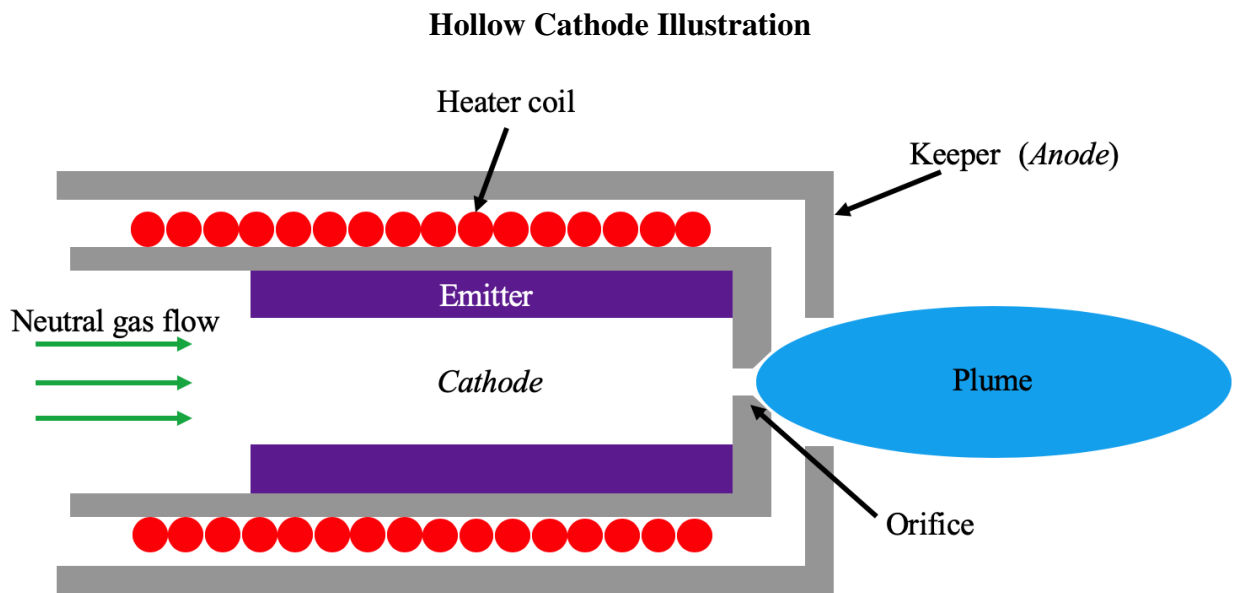 Hollow Cathode Illustration
Heater coil
Keeper (Anode)
Emitter
Neutral gas flow
Cathode
Plume
Orifice